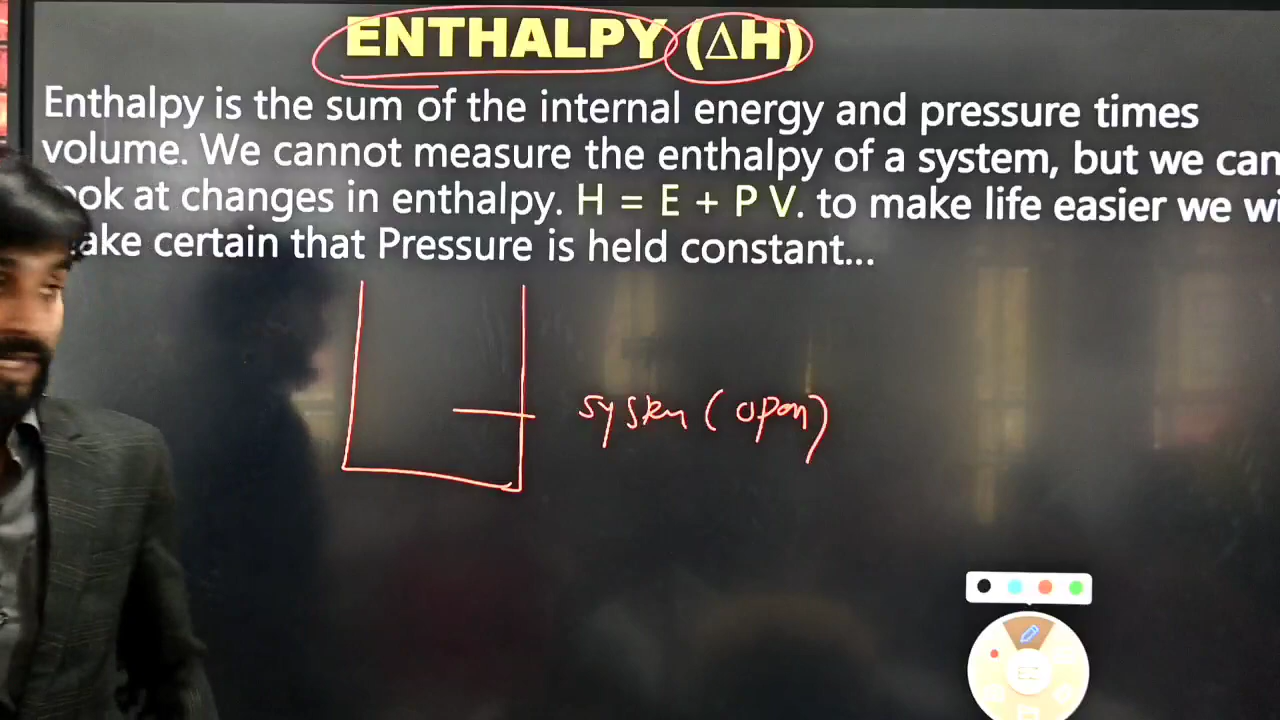 ENTHALPY (ΔH)
Enthalpy is the sum of the internal energy and pressure times
volume. We cannot measure the enthalpy of a system, but we can
ook at changes in enthalpy. H = E + P V. to make life easier we wi
ake certain that Pressure is held constant...
system (open)